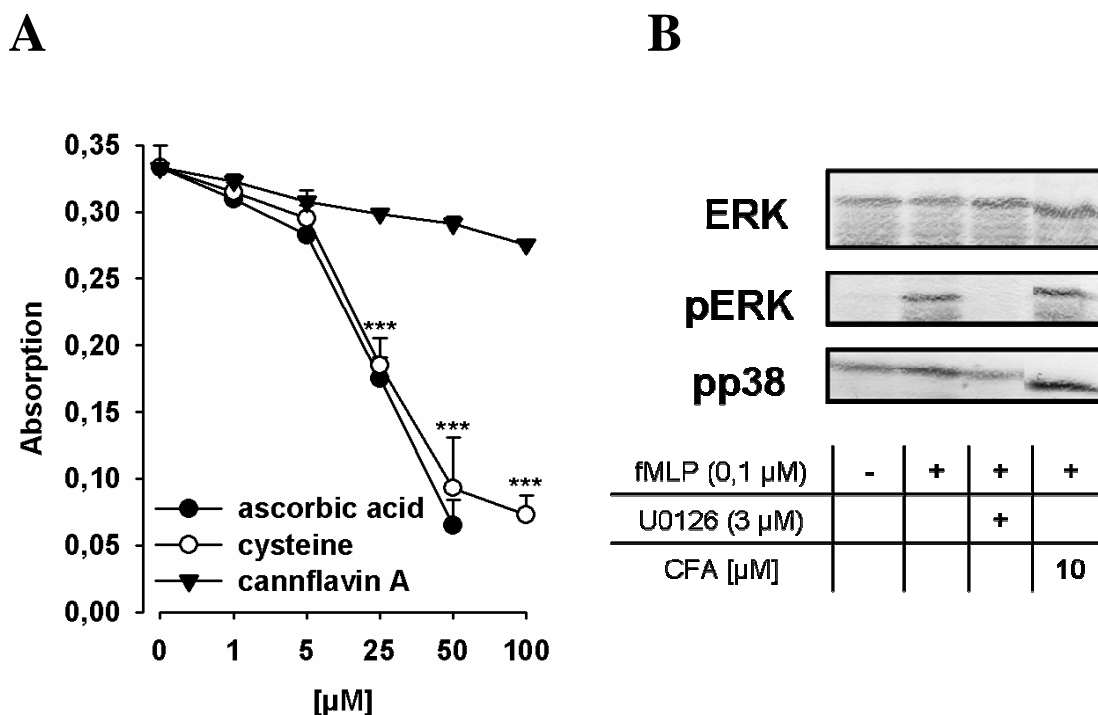 A
B
0,35
0,30
0,25
0,20
0,15
0,10
0,05
0,00
Absorption
***
***
***
ascorbic acid
cysteine
cannflavin A
0 1 5 25 50 100
[µM]
ERK
pERK
pp38
fMLP (0,1 µM) - + + +
U0126 (3 µM) +
CFA [µM] 10